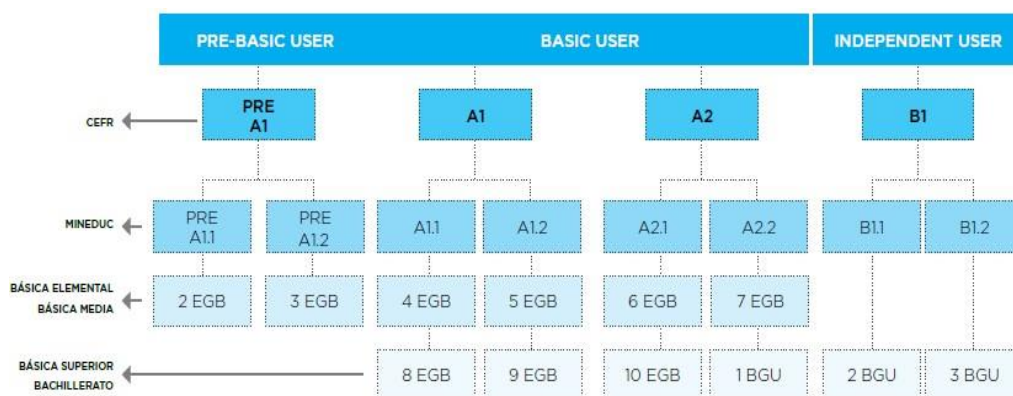 PRE-BASIC USER BASIC USER INDEPENDENT USER
CEFR
PRE
A1
A1
A2
B1
MINEDUC
PRE
A1.1
PRE
A1.2
A1.1
A1.2
A2.1
A2.2
B1.1
B1.2
BÁSICA ELEMENTAL
BÁSICA MEDIA
2 EGB
3 EGB
4 EGB
5 EGB
6 EGB
7 EGB
BÁSICA SUPERIOR
BACHILLERATO
8 EGB
9 EGB
10 EGB
1 BGU
2 BGU
3 BGU